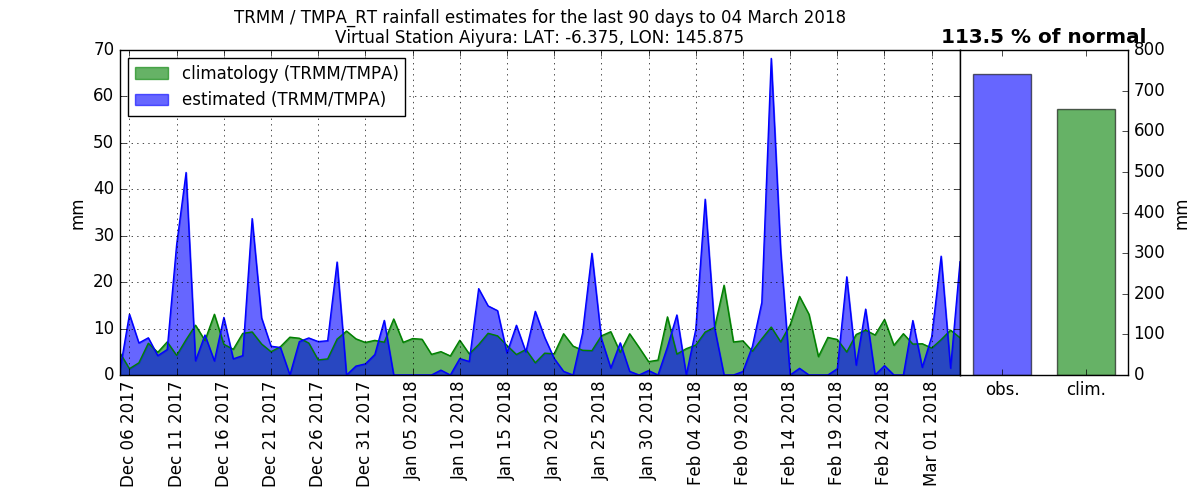 TRMM / TMPA_RT rainfall estimates for the last 90 days to 04 March 2018
Virtual Station Aiyura: LAT: -6.375, LON: 145.875
113.5 % of normal
climatology (TRMM/TMPA)
estimated (TRMM/TMPA)
mm
70
60
50
40
30
20
10
0
Dec 06 2017
Dec 11 2017
Dec 16 2017
Dec 21 2017
Dec 26 2017
Dec 31 2017
Jan 05 2018
Jan 10 2018
Jan 15 2018
Jan 20 2018
Jan 25 2018
Jan 30 2018
Feb 04 2018
Feb 09 2018
Feb 14 2018
Feb 19 2018
Feb 24 2018
Mar 01 2018
obs.
clim.
800
700
600
500
400
300
200
100
0
mm